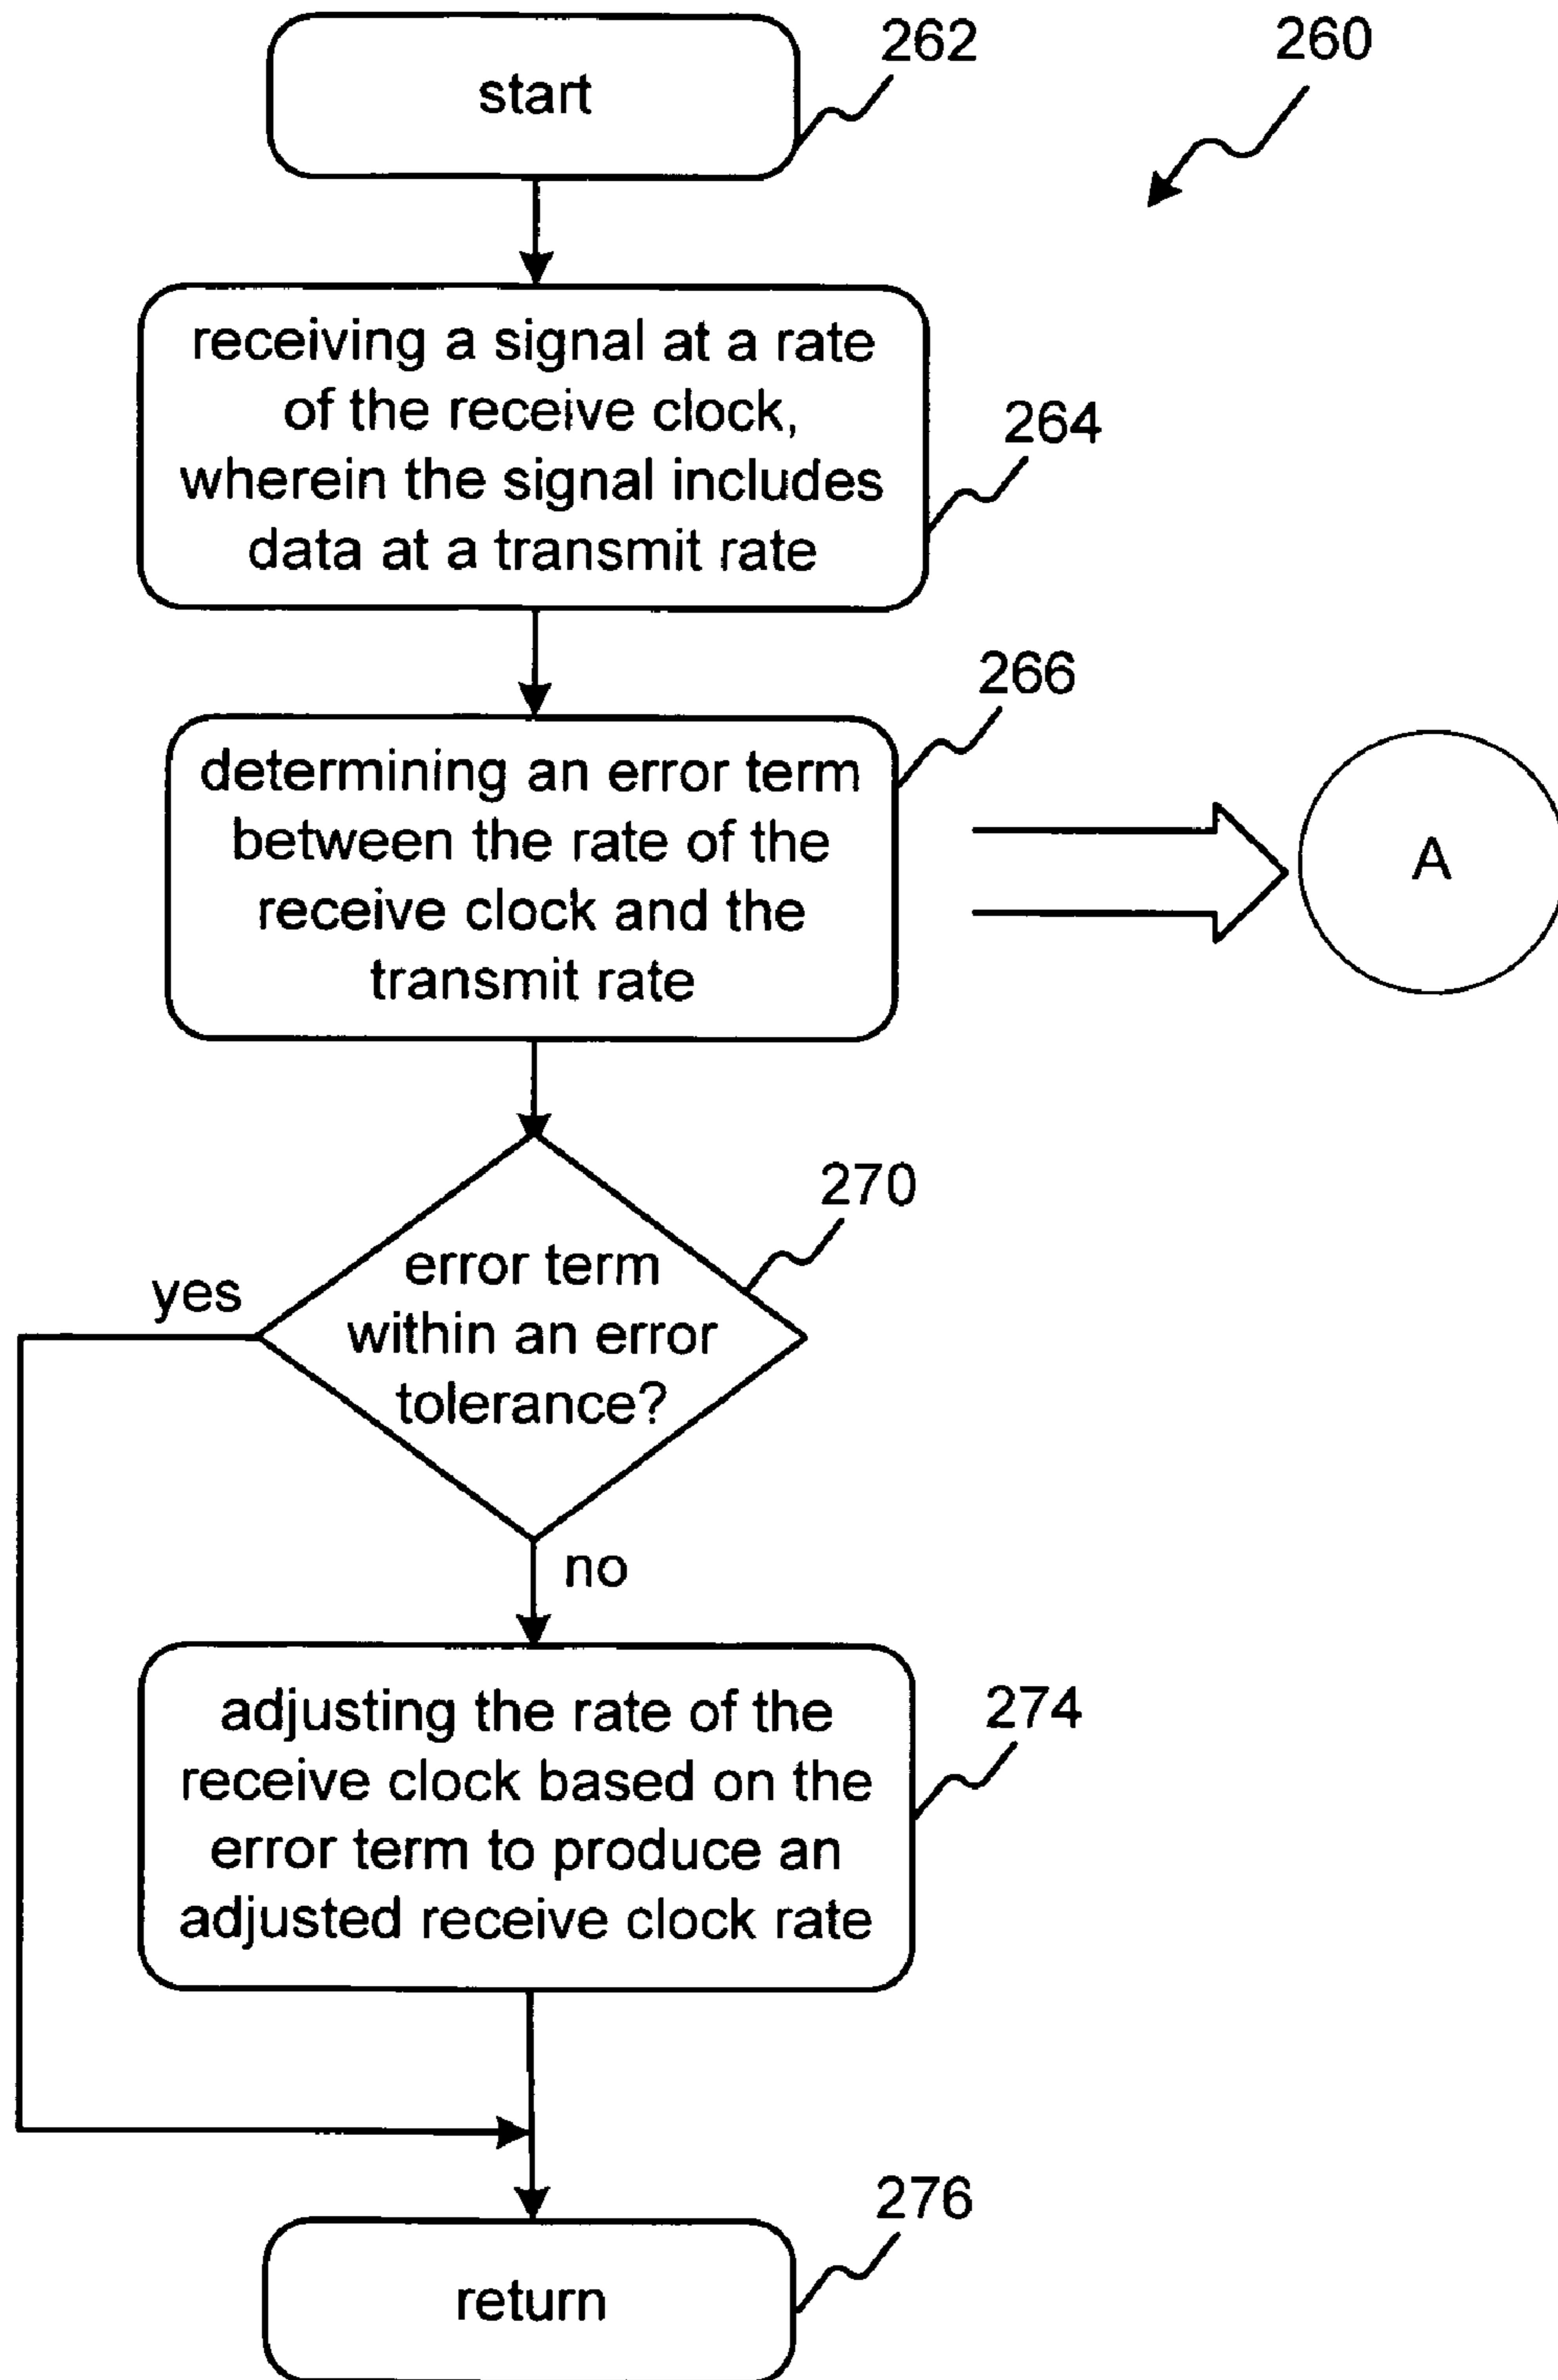 start
262
260
receiving a signal at a rate
of the receive clock,
wherein the signal includes
data at a transmit rate
264
266
determining an error term
between the rate of the
receive clock and the
transmit rate
A
270
error term
within an error
tolerance?
yes
no
adjusting the rate of the
receive clock based on the
error term to produce an
adjusted receive clock rate
274
276
return